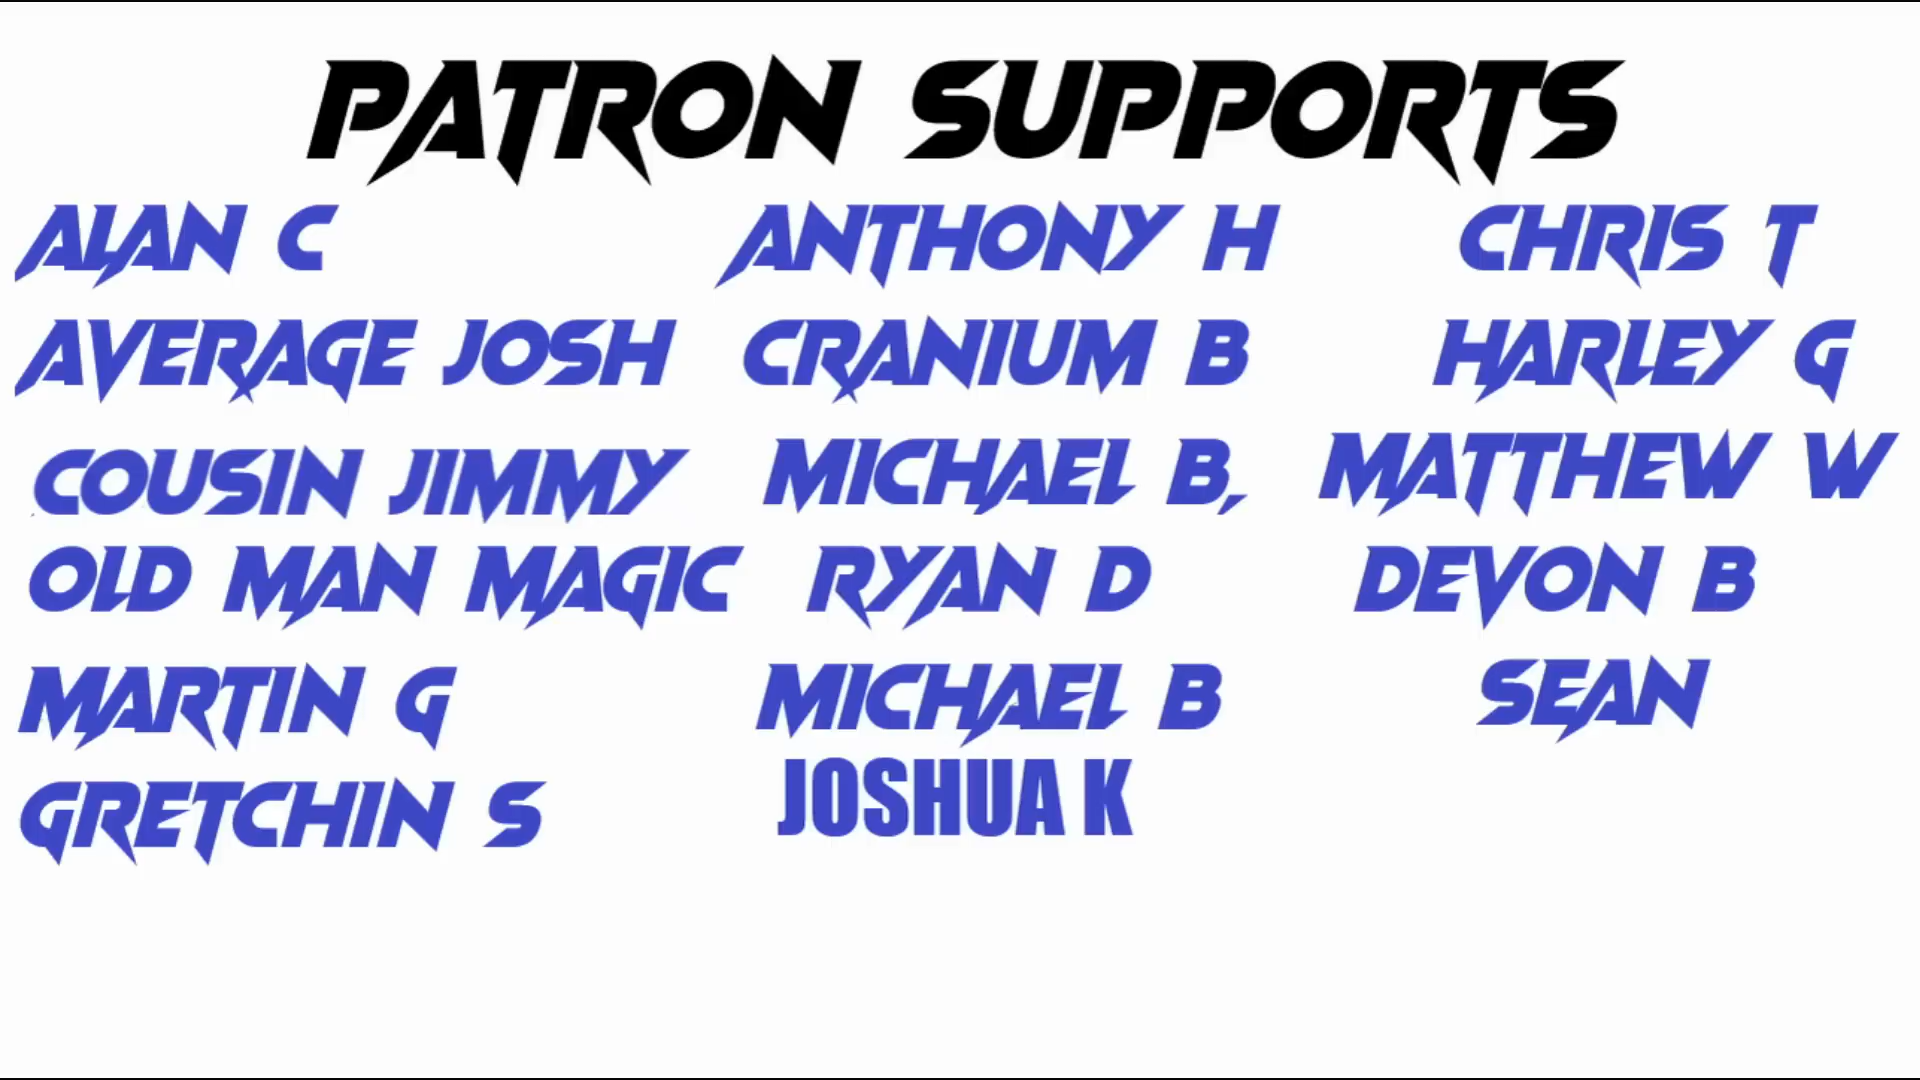 PATRON SUPPORTS
ALAN C ANTHONY H CHRIS T
AVERAGE JOSH CRANIUM B HARLEY G
COUSIN JIMMY MICHAEL B, MATTHEW W
OLD MAN MAGIC RYAN D DEVON B
MARTIN G MICHAEL B SEAN
GRETCHIN S JOSHUA K